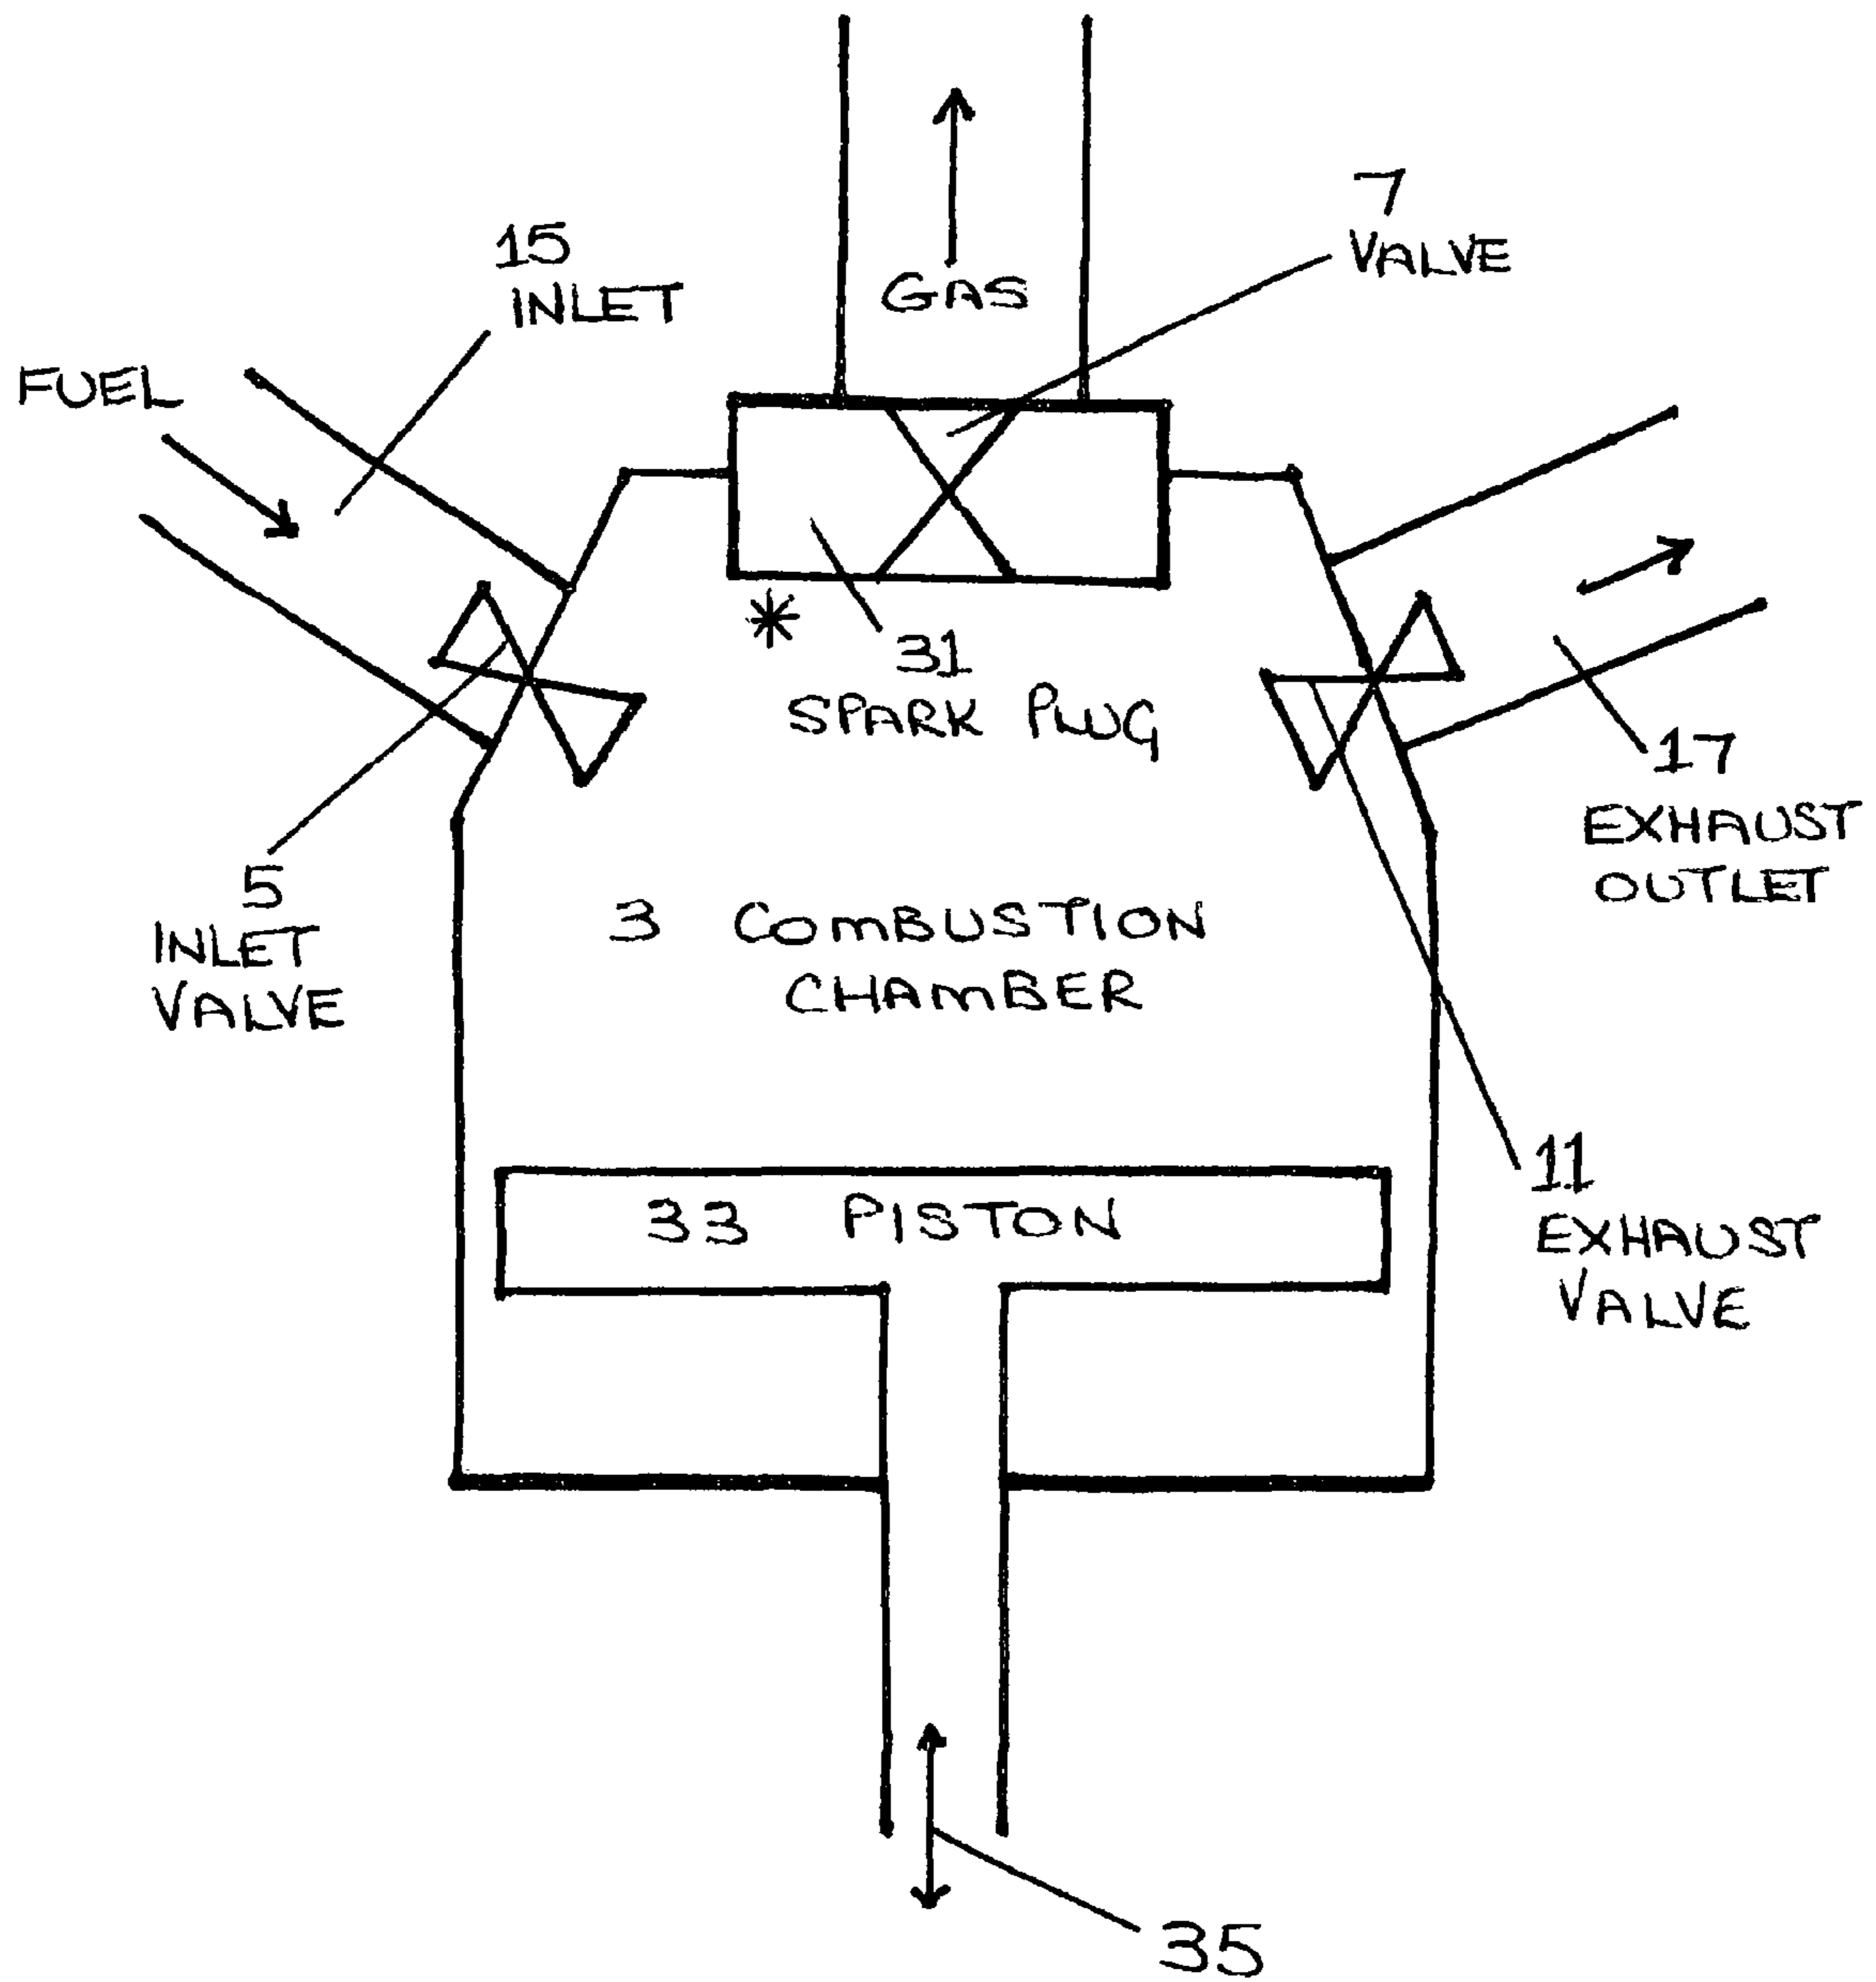 7
VALVE
15
INLET
GAS
FUEL
31
SPARK PLUG
17
EXHAUST
OUTLET
5
INLET
VALVE
3 COMBUSTION
CHAMBER
11
EXHAUST
VALVE
33 PISTON
35